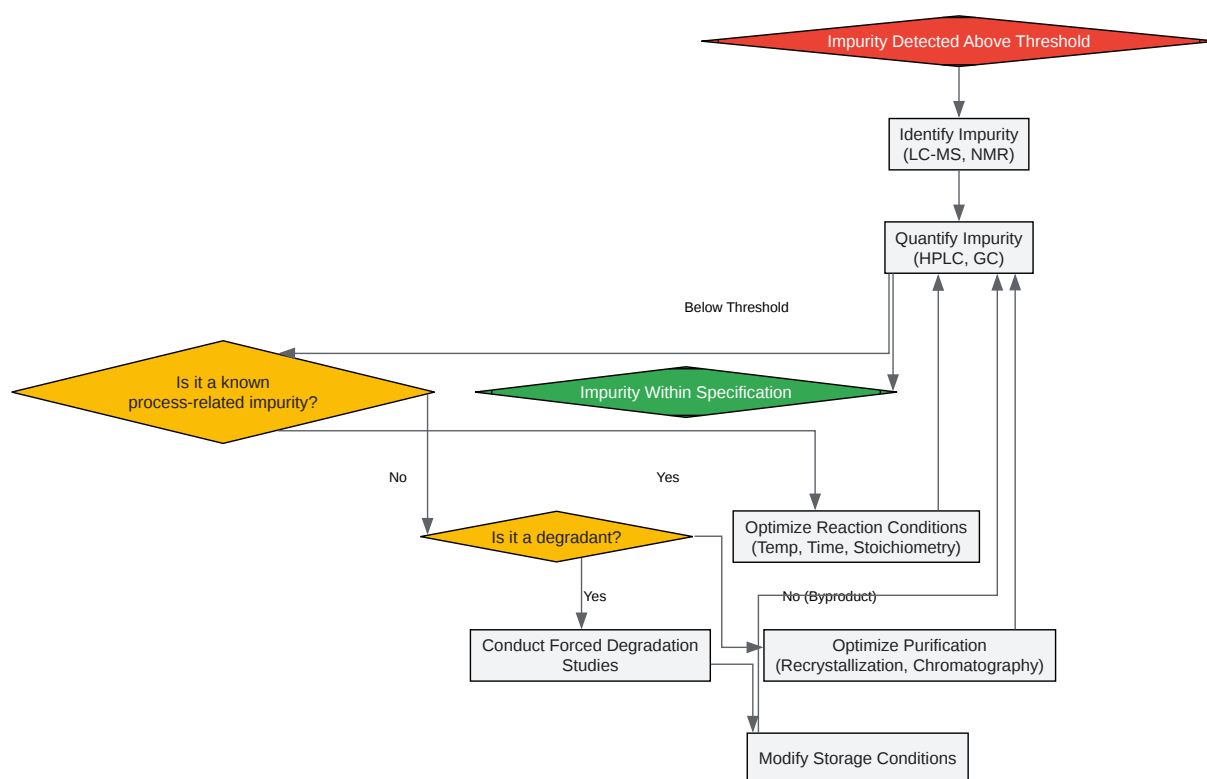 Impurity Detected Above Threshold
Identify Impurity
(LC-MS, NMR)
Quantify Impurity
(HPLC, GC)
Below Threshold
Is it a known
process-related impurity?
Impurity Within Specification
No
Yes
Optimize Reaction Conditions
(Temp, Time, Stoichiometry)
Is it a degradant?
Yes
No (Byproduct)
Conduct Forced Degradation
Studies
Optimize Purification
(Recrystallization, Chromatography)
Modify Storage Conditions